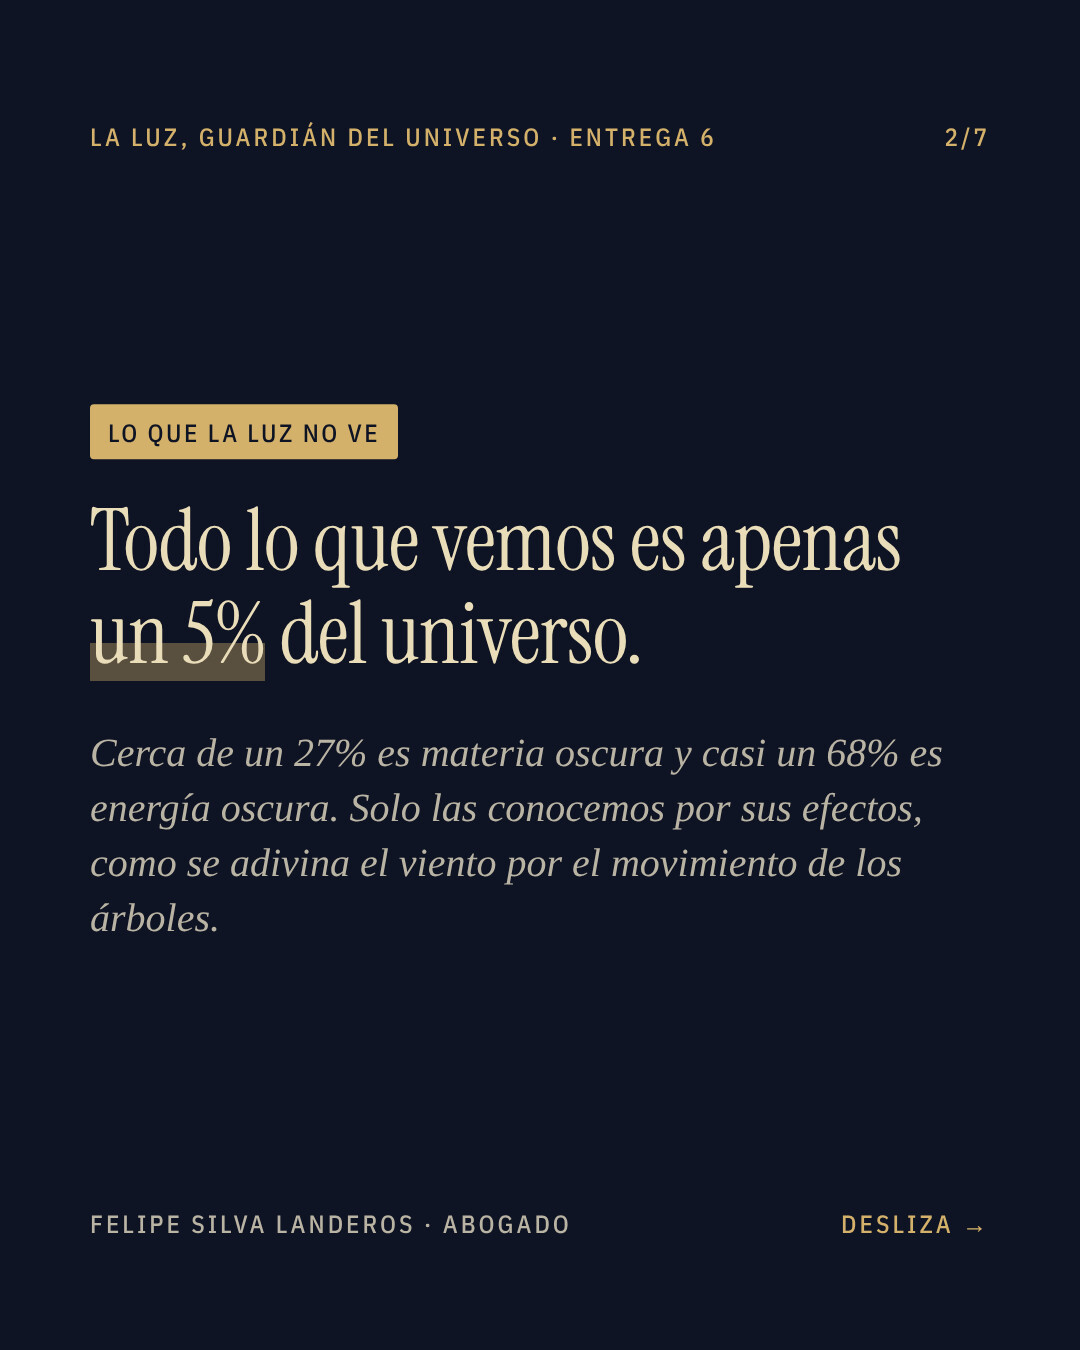 LA LUZ, GUARDIÁN DEL UNIVERSO · ENTREGA 6 2/7
LO QUE LA LUZ NO VE
Todo lo que vemos es apenas
un 5% del universo.
Cerca de un 27% es materia oscura y casi un 68% es
energía oscura. Solo las conocemos por sus efectos,
como se adivina el viento por el movimiento de los
árboles.
FELIPE SILVA LANDEROS · ABOGADO DESLIZA →